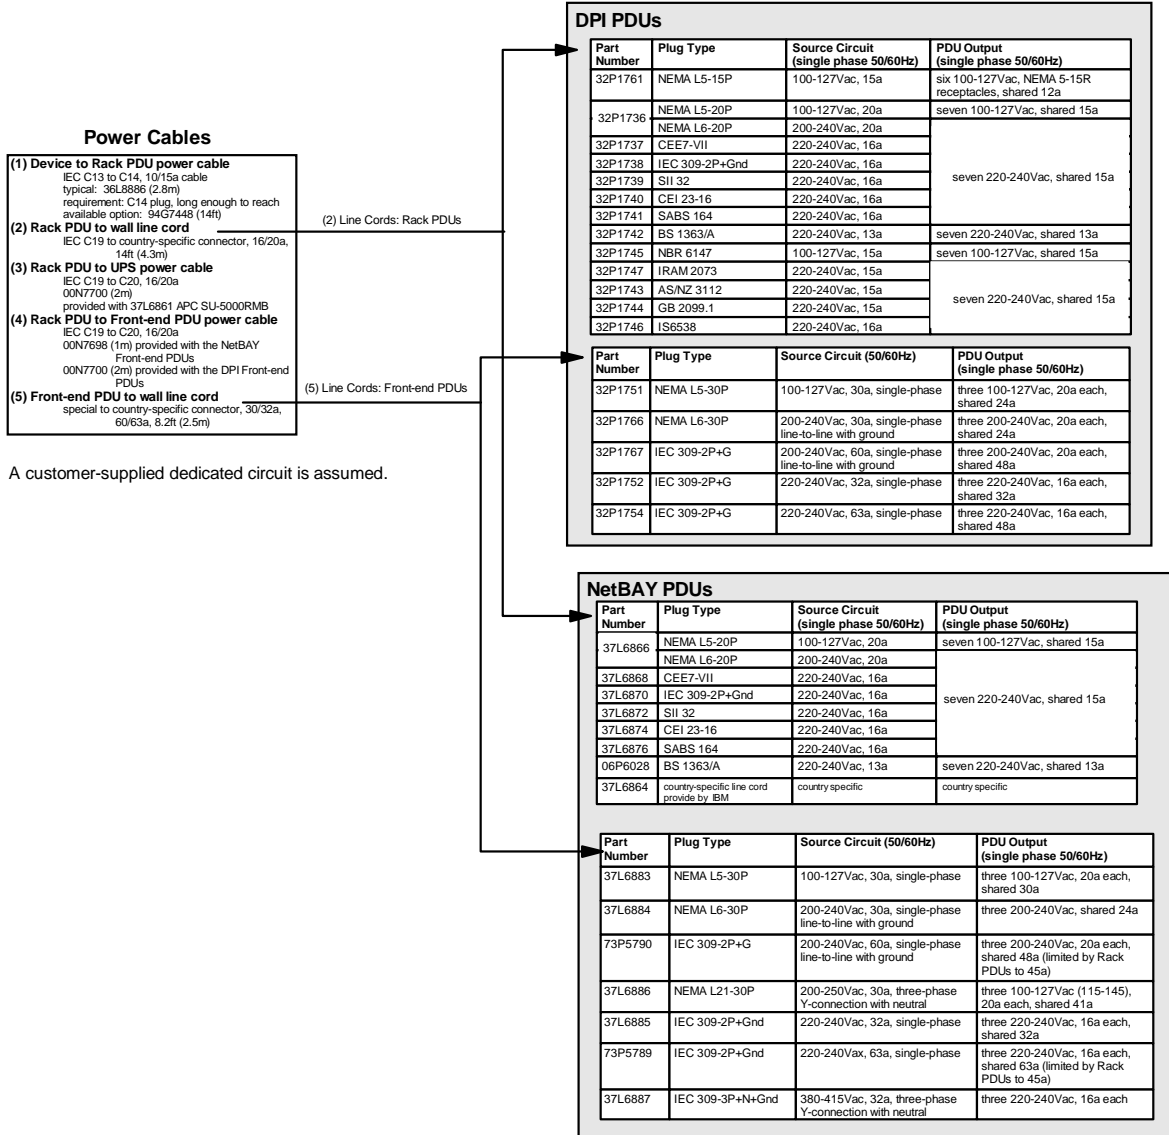 Power Cables
(1) Device to Rack PDU power cable
IEC C13 to C14, 10/15a cable
typical: 36L8886 (2.8m)
requirement: C14 plug, long enough to reach
available option: 94G7448 (14ft)
(2) Rack PDU to wall line cord
IEC C19 to country-specific connector, 16/20a,
14ft (4.3m)
(3) Rack PDU to UPS power cable
IEC C19 to C20, 16/20a
00N7700 (2m)
provided with 37L6861 APC SU-5000RMB
(4) Rack PDU to Front-end PDU power cable
IEC C19 to C20, 16/20a
00N7698 (1m) provided with the NetBAY
Front-end PDUs
00N7700 (2m) provided with the DPI Front-end
PDUs
(5) Front-end PDU to wall line cord
special to country-specific connector, 30/32a,
60/63a, 8.2ft (2.5m)
A customer-supplied dedicated circuit is assumed.
(2) Line Cords: Rack PDUs
(5) Line Cords: Front-end PDUs
DPI PDUs
Part Number Plug Type Source Circuit (single phase 50/60Hz) PDU Output (single phase 50/60Hz)
32P1761 NEMA L5-15P 100-127Vac, 15a six 100-127Vac, NEMA 5-15R
receptacles, shared 12a
32P1736 NEMA L5-20P 100-127Vac, 20a seven 100-127Vac, shared 15a
NEMA L6-20P 200-240Vac, 20a
32P1737 CEE7-VII 220-240Vac, 16a
32P1738 IEC 309-2P+Gnd 220-240Vac, 16a
32P1739 SII 32 220-240Vac, 16a seven 220-240Vac, shared 15a
32P1740 CEI 23-16 220-240Vac, 16a
32P1741 SABS 164 220-240Vac, 16a
32P1742 BS 1363/A 220-240Vac, 13a seven 220-240Vac, shared 13a
32P1745 NBR 6147 100-127Vac, 15a seven 100-127Vac, shared 15a
32P1747 IRAM 2073 220-240Vac, 15a
32P1743 AS/NZ 3112 220-240Vac, 15a seven 220-240Vac, shared 15a
32P1744 GB 2099.1 220-240Vac, 15a
32P1746 IS6538 220-240Vac, 16a
Part Number Plug Type Source Circuit (50/60Hz) PDU Output (single phase 50/60Hz)
32P1751 NEMA L5-30P 100-127Vac, 30a, single-phase three 100-127Vac, 20a each,
shared 24a
32P1766 NEMA L6-30P 200-240Vac, 30a, single-phase three 200-240Vac, 20a each,
line-to-line with ground shared 24a
32P1767 IEC 309-2P+G 200-240Vac, 60a, single-phase three 200-240Vac, 20a each,
line-to-line with ground shared 48a
32P1752 IEC 309-2P+G 220-240Vac, 32a, single-phase three 220-240Vac, 16a each,
shared 32a
32P1754 IEC 309-2P+G 220-240Vac, 63a, single-phase three 220-240Vac, 16a each,
shared 48a
NetBAY PDUs
Part Number Plug Type Source Circuit (single phase 50/60Hz) PDU Output (single phase 50/60Hz)
37L6866 NEMA L5-20P 100-127Vac, 20a seven 100-127Vac, shared 15a
NEMA L6-20P 200-240Vac, 20a
37L6868 CEE7-VII 220-240Vac, 16a
37L6870 IEC 309-2P+Gnd 220-240Vac, 16a seven 220-240Vac, shared 15a
37L6872 SII 32 220-240Vac, 16a
37L6874 CEI 23-16 220-240Vac, 16a
37L6876 SABS 164 220-240Vac, 16a
06P6028 BS 1363/A 220-240Vac, 13a seven 220-240Vac, shared 13a
37L6864 country-specific line cord country specific country specific
provide by IBM
Part Number Plug Type Source Circuit (50/60Hz) PDU Output (single phase 50/60Hz)
37L6883 NEMA L5-30P 100-127Vac, 30a, single-phase three 100-127Vac, 20a each,
shared 30a
37L6884 NEMA L6-30P 200-240Vac, 30a, single-phase three 200-240Vac, shared 24a
line-to-line with ground
73P5790 IEC 309-2P+G 200-240Vac, 60a, single-phase three 200-240Vac, 20a each,
line-to-line with ground shared 48a (limited by Rack
PDUs to 45a)
37L6886 NEMA L21-30P 200-250Vac, 30a, three-phase three 100-127Vac (115-145),
Y-connection with neutral 20a each, shared 41a
37L6885 IEC 309-2P+Gnd 220-240Vac, 32a, single-phase three 220-240Vac, 16a each,
shared 32a
73P5789 IEC 309-2P+Gnd 220-240Vax, 63a, single-phase three 220-240Vac, 16a each,
shared 63a (limited by Rack
PDUs to 45a)
37L6887 IEC 309-3P+N+Gnd 380-415Vac, 32a, three-phase three 220-240Vac, 16a each
Y-connection with neutral